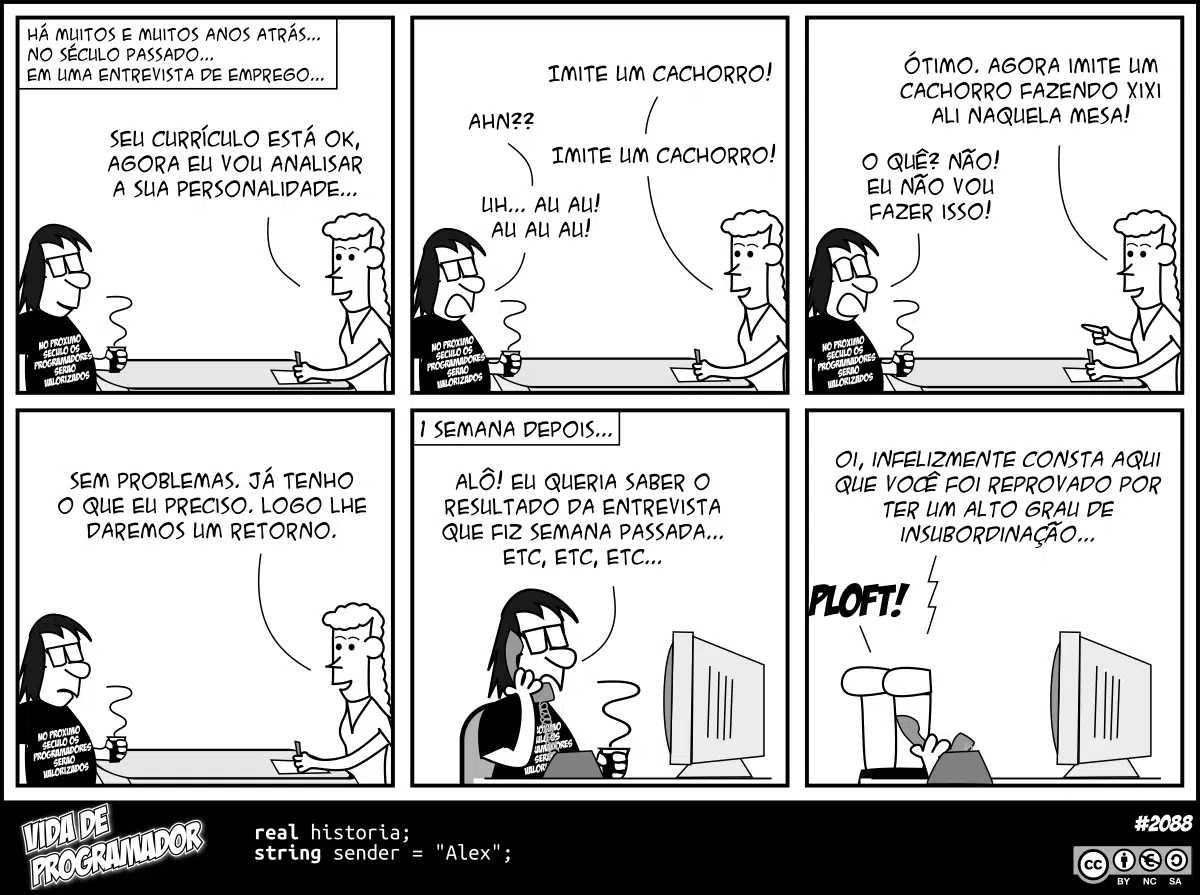 HÁ MUITOS E MUITOS ANOS ATRÁS...
NO SÉCULO PASSADO...
EM UMA ENTREVISTA DE EMPREGO...
SEU CURRÍCULO ESTÁ OK,
AGORA EU VOU ANALISAR
A SUA PERSONALIDADE...
NO PROXIMO
SECULO OS
PROGRAMADORES
SERAO
VALORIZADOS
IMITE UM CACHORRO!
AHN??
IMITE UM CACHORRO!
UH... AU AU!
AU AU AU!
NO PROXIMO
SECULO OS
PROGRAMADORES
SERAO
VALORIZADOS
ÓTIMO. AGORA IMITE UM
CACHORRO FAZENDO XIXI
ALI NAQUELA MESA!
O QUÊ? NÃO!
EU NÃO VOU
FAZER ISSO!
NO PROXIMO
SECULO OS
PROGRAMADORES
SERAO
VALORIZADOS
SEM PROBLEMAS. JÁ TENHO
O QUE EU PRECISO. LOGO LHE
DAREMOS UM RETORNO.
NO PROXIMO
SECULO OS
PROGRAMADORES
SERAO
VALORIZADOS
1 SEMANA DEPOIS...
ALÔ! EU QUERIA SABER O
RESULTADO DA ENTREVISTA
QUE FIZ SEMANA PASSADA...
ETC, ETC, ETC...
OI, INFELIZMENTE CONSTA AQUI
QUE VOCÊ FOI REPROVADO POR
TER UM ALTO GRAU DE
INSUBORDINAÇÃO...
PLOFT!
VIDA DE
PROGRAMADOR
real historia;
string sender = "Alex";
#2088
cc
BY NC SA